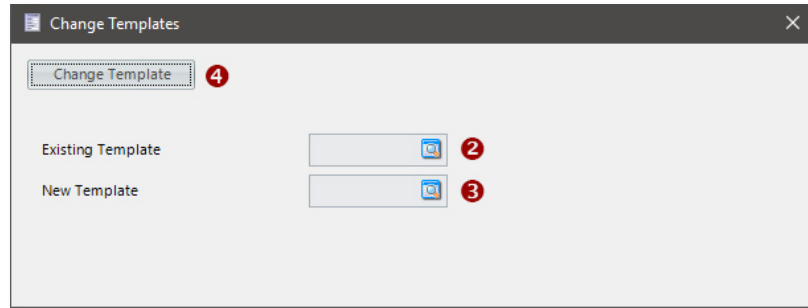 Change Templates
Change Template 4
Existing Template 2
New Template 3